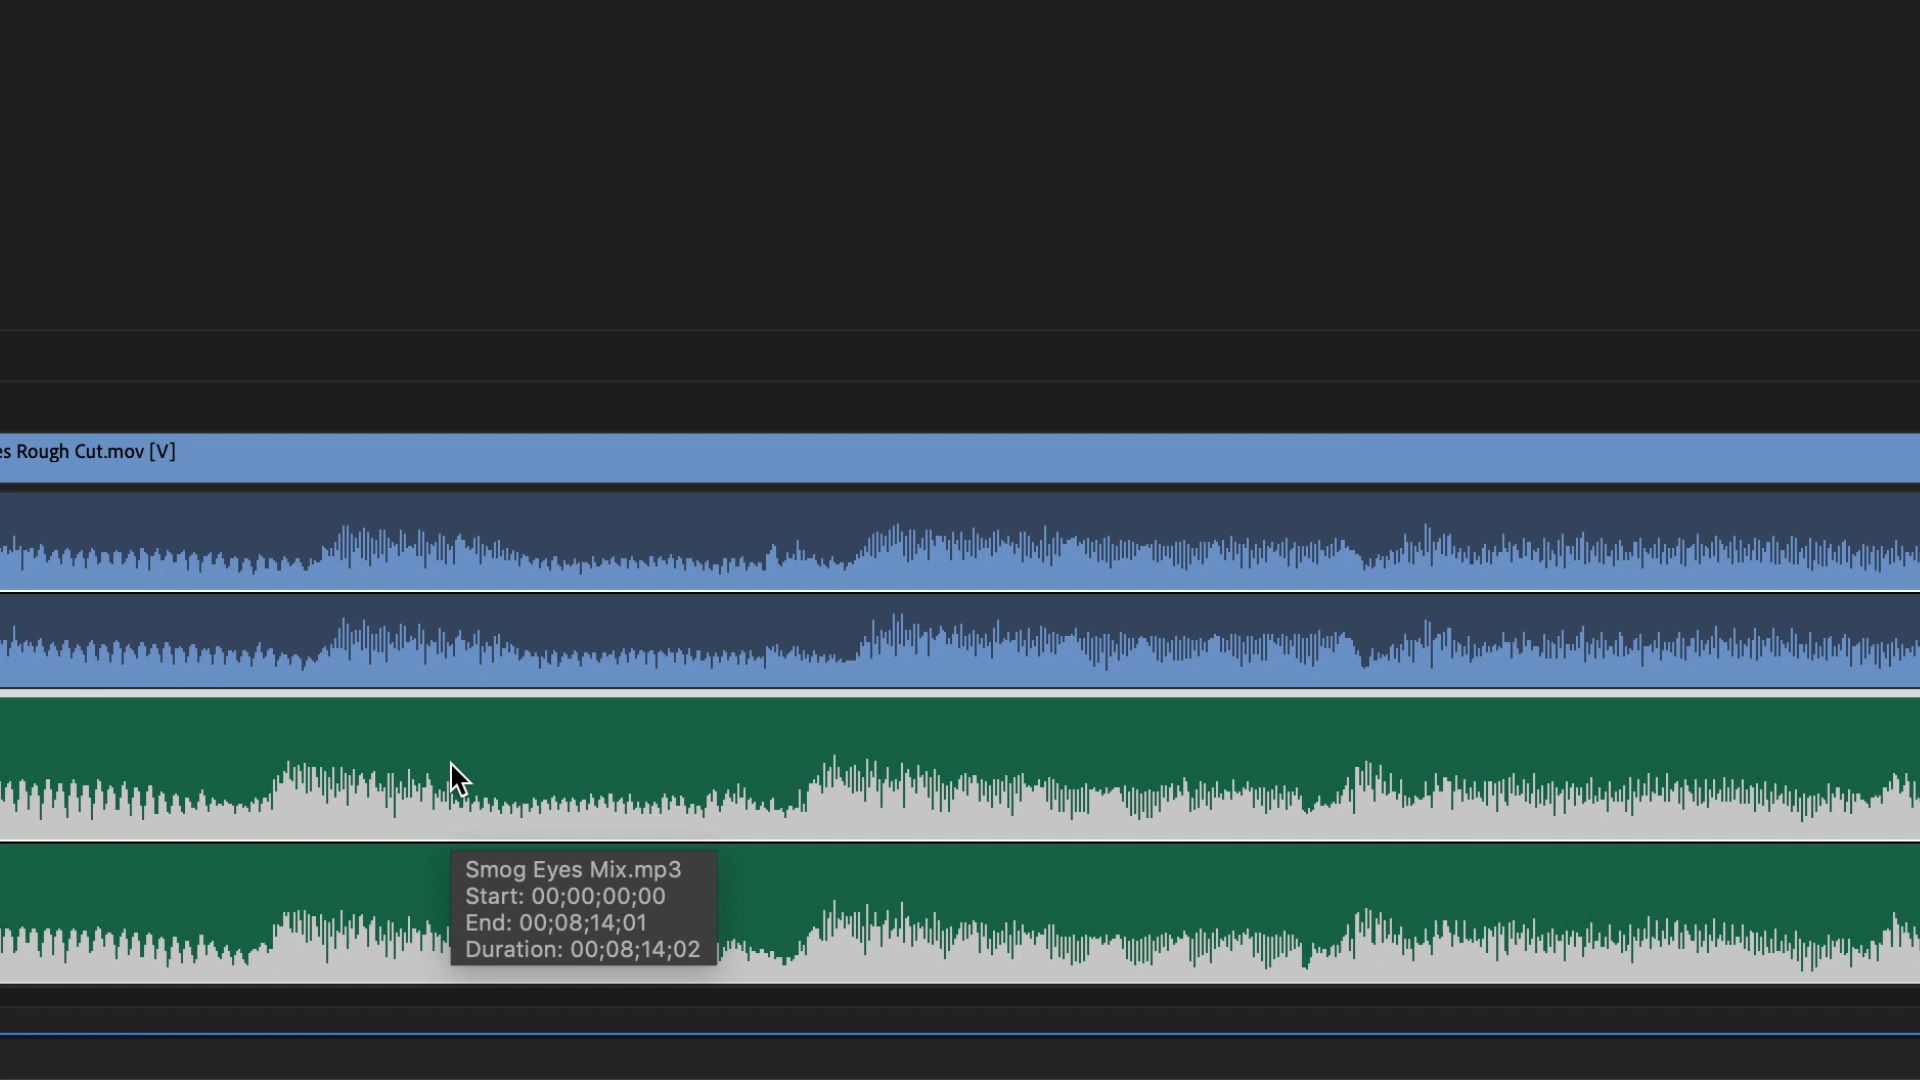 es Rough Cut.mov [V]
Smog Eyes Mix.mp3
Start: 00;00;00;00
End: 00;08;14;01
Duration: 00;08;14;02